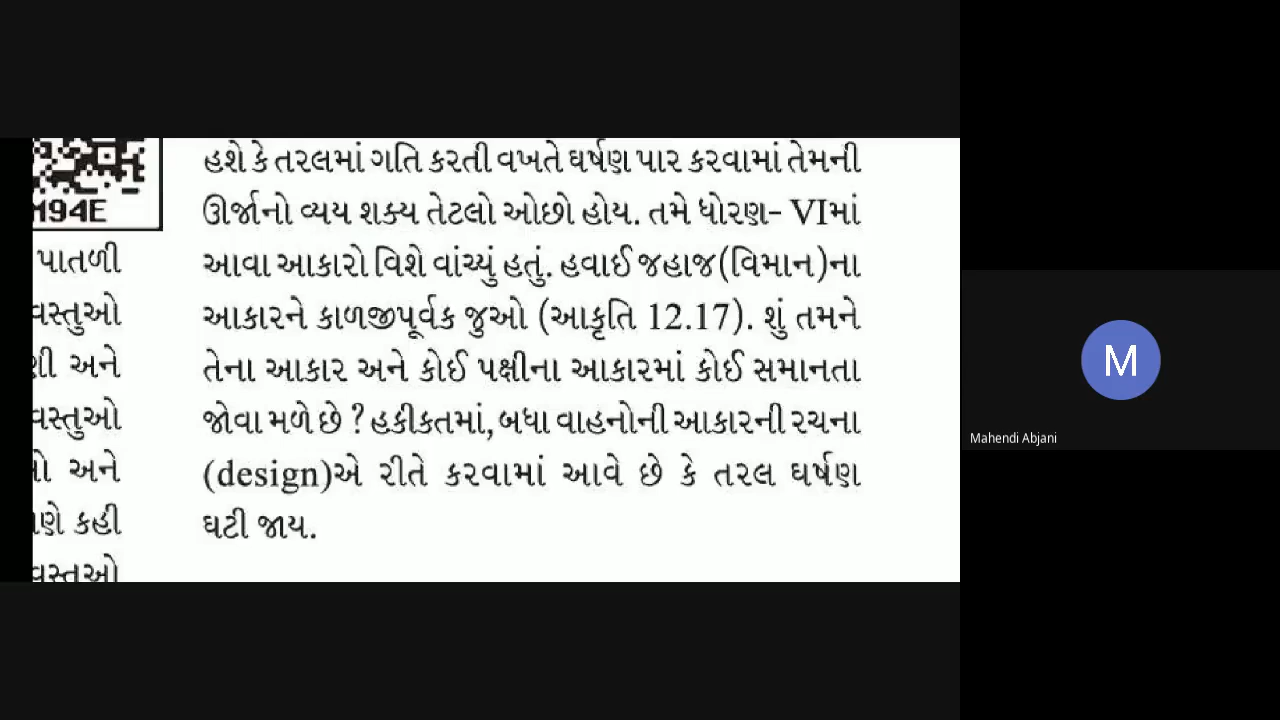 M94E
પાતળી
વસ્તુઓ
અને
વસ્તુઓ
અને
કહી
વસ્તુઓ
હશે કે તરલમાં ગતિ કરતી વખતે ઘર્ષણ પાર કરવામાં તેમની
ઊર્જાનો વ્યય શક્ય તેટલો ઓછો હોય. તમે ધોરણ- VIમાં
આવા આકારો વિશે વાંચ્યું હતું. હવાઈ જહાજ(વિમાન)ના
આકારને કાળજીપૂર્વક જુઓ (આકૃતિ 12.17). શું તમને
તેના આકાર અને કોઈ પક્ષીના આકારમાં કોઈ સમાનતા
જોવા મળે છે ? હકીકતમાં, બધા વાહનોની આકારની રચના
(design)એ રીતે કરવામાં આવે છે કે તરલ ઘર્ષણ
ઘટી જાય.
M
Mahendi Abjani